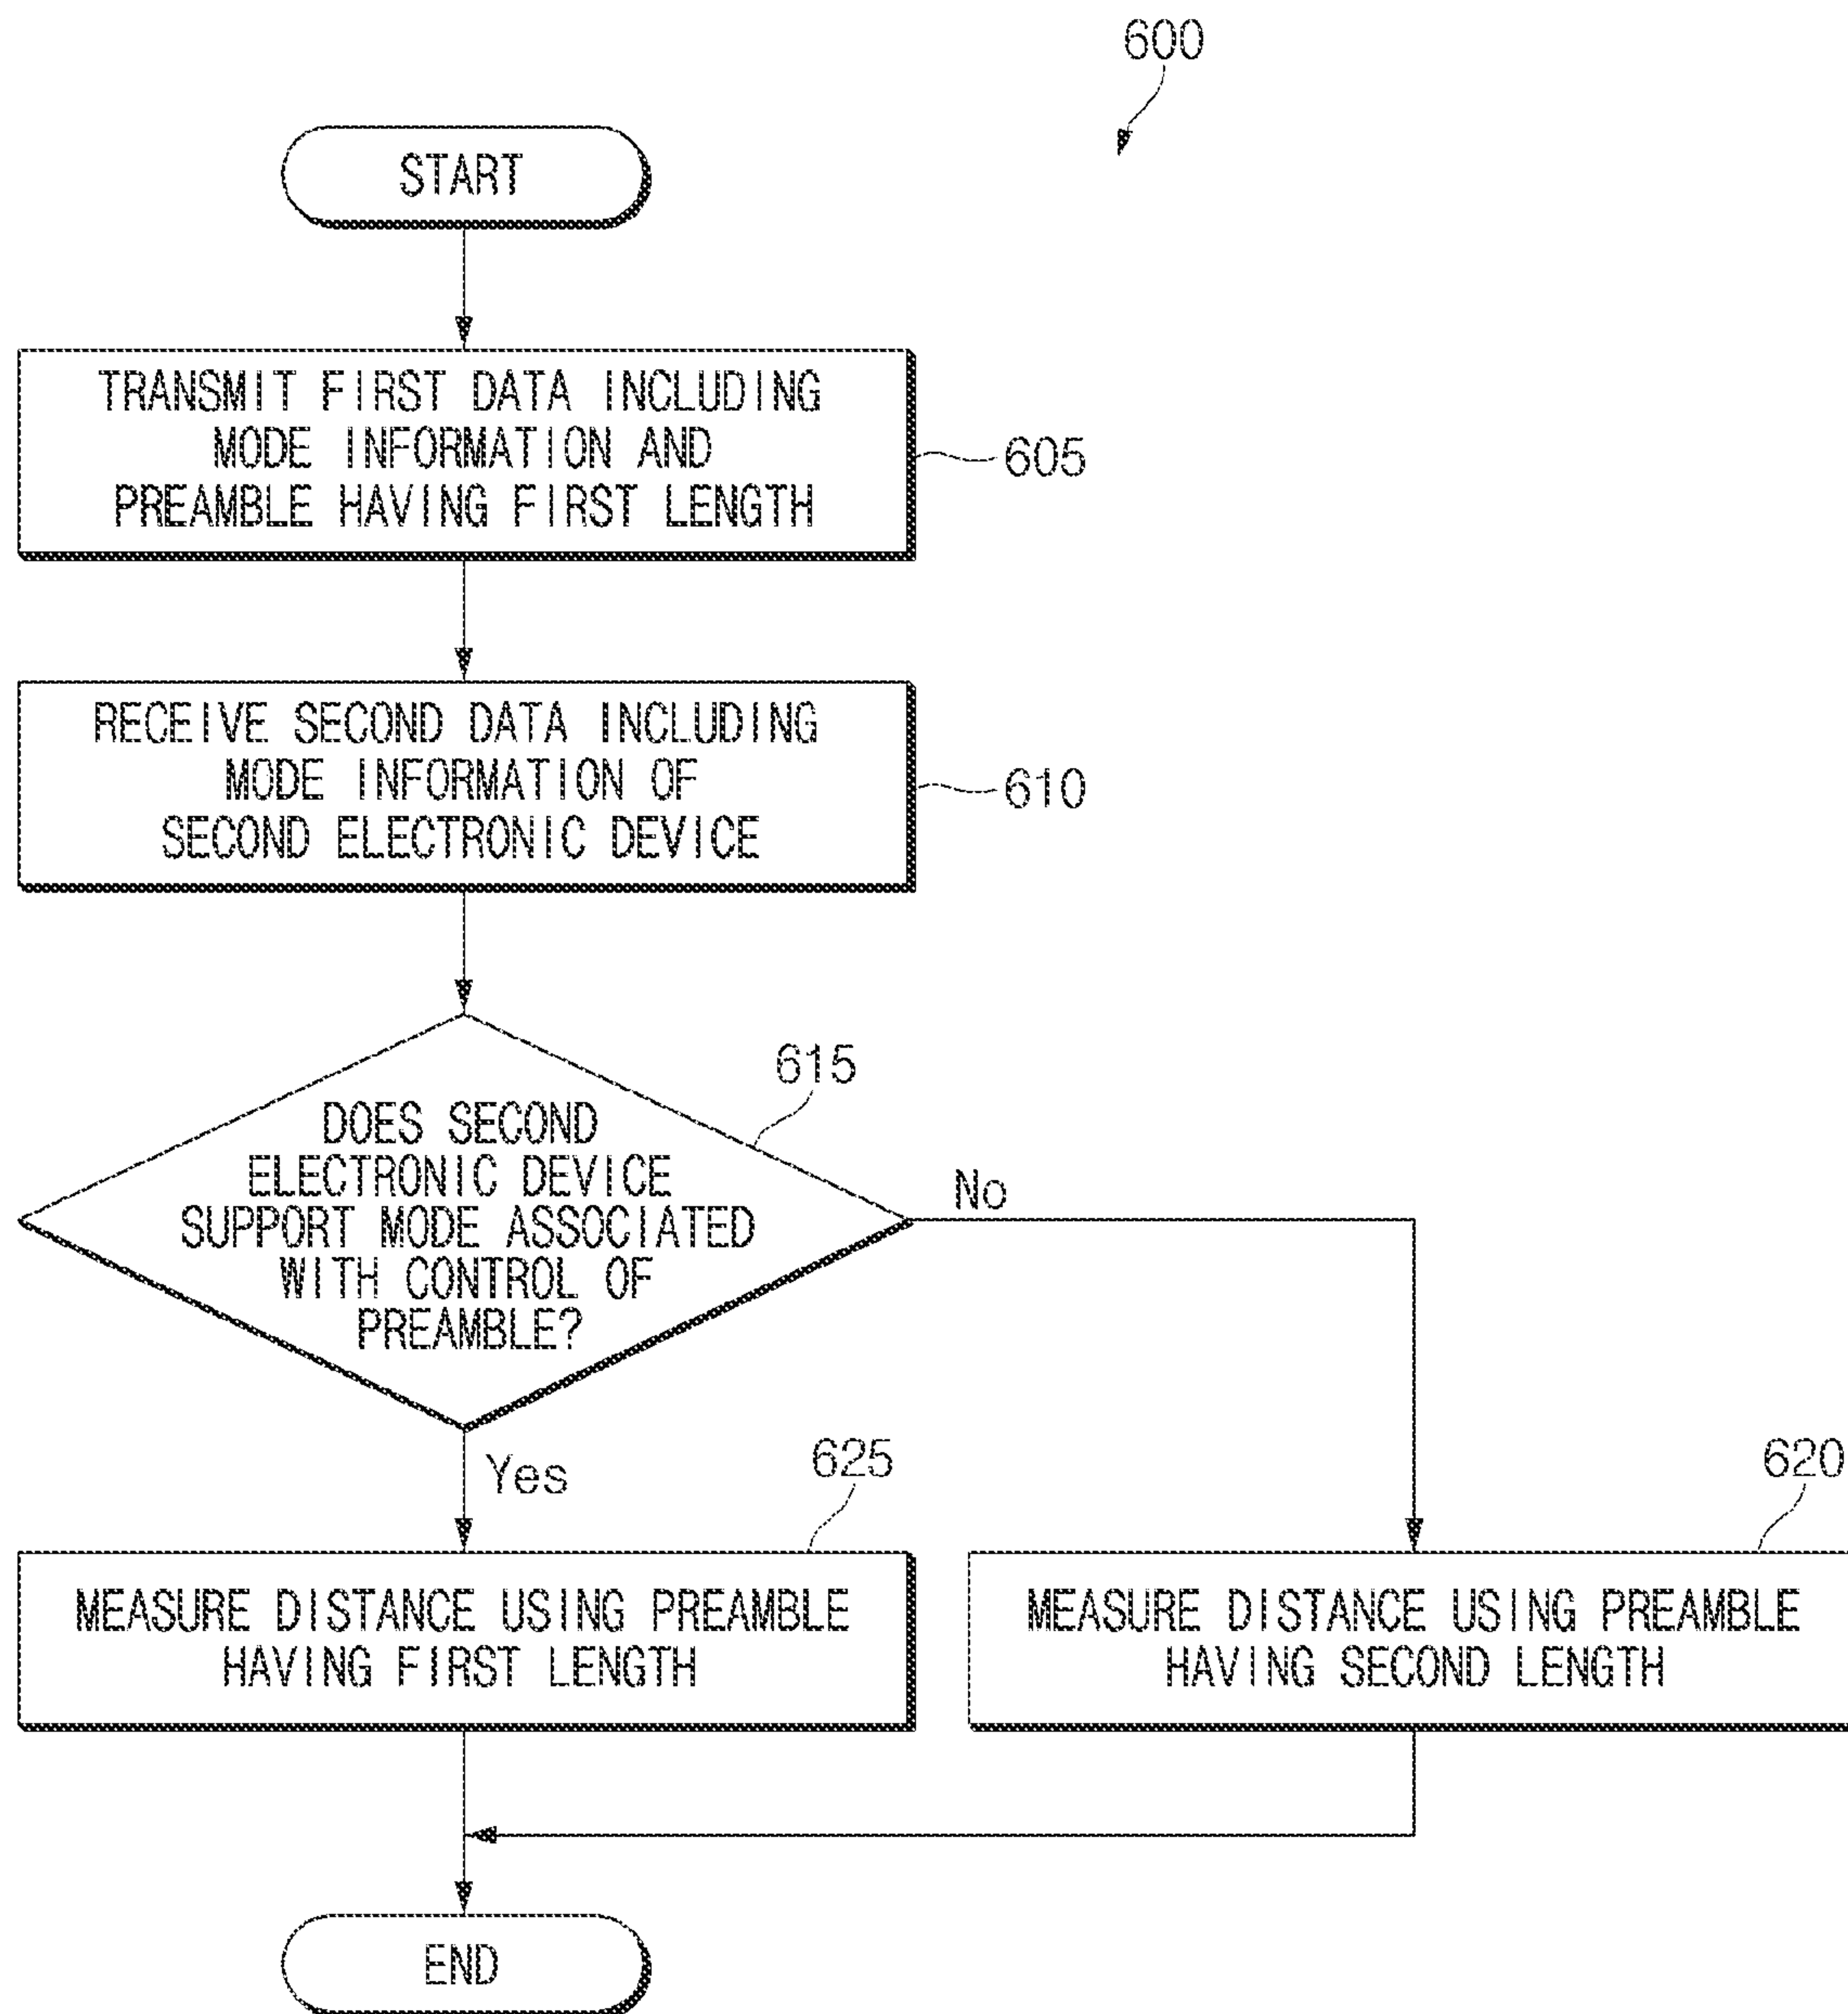 600
START
TRANSMIT FIRST DATA INCLUDING
MODE INFORMATION AND
PREAMBLE HAVING FIRST LENGTH
605
RECEIVE SECOND DATA INCLUDING
MODE INFORMATION OF
SECOND ELECTRONIC DEVICE
610
615
DOES SECOND
ELECTRONIC DEVICE
SUPPORT MODE ASSOCIATED
WITH CONTROL OF
PREAMBLE?
No
Yes
625
MEASURE DISTANCE USING PREAMBLE
HAVING FIRST LENGTH
620
MEASURE DISTANCE USING PREAMBLE
HAVING SECOND LENGTH
END